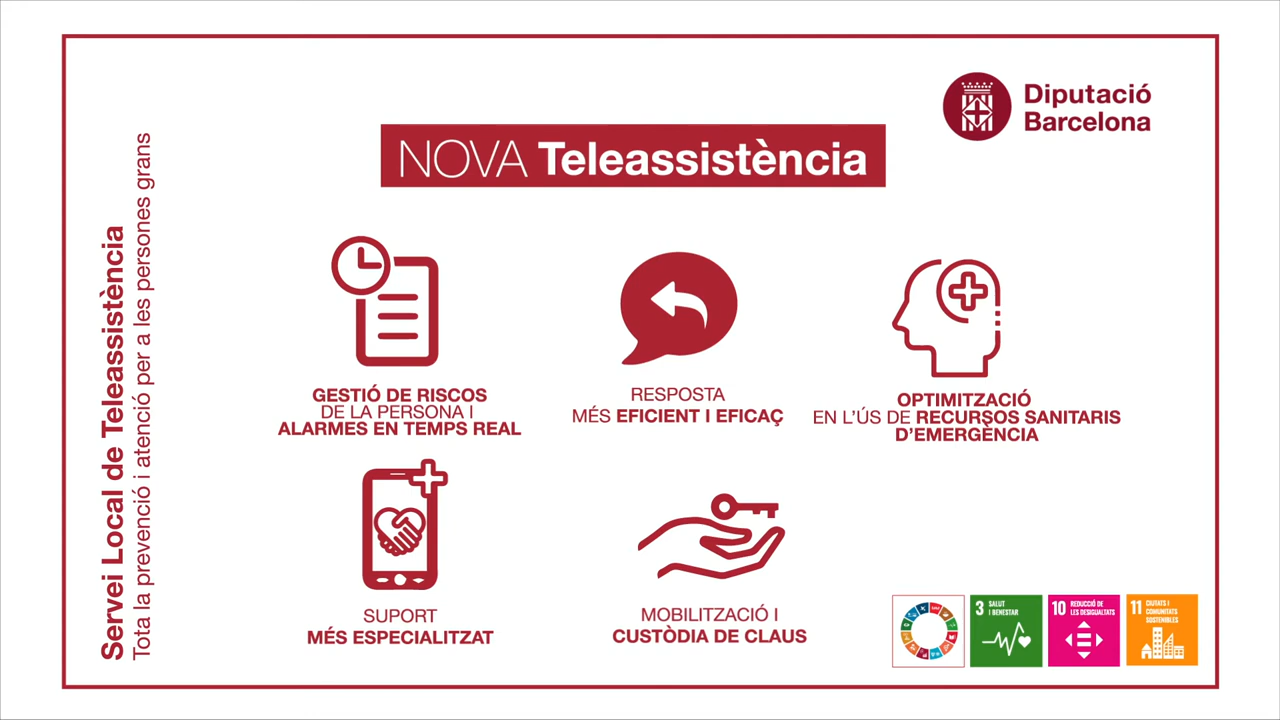 Diputació
Barcelona
NOVA Teleassistència
Servei Local de Teleassistència
Tota la prevenció i atenció per a les persones grans
GESTIÓ DE RISCOS
DE LA PERSONA I
ALARMES EN TEMPS REAL
RESPOSTA
MÉS EFICIENT I EFICAÇ
OPTIMITZACIÓ
EN L'ÚS DE RECURSOS SANITARIS
D'EMERGÈNCIA
SUPORT
MÉS ESPECIALITZAT
MOBILITZACIÓ I
CUSTÒDIA DE CLAUS
3 SALUT
I BENESTAR
10 REDUCCIÓ DE
LES DESIGUALTATS
11 CIUTATS I
COMUNITATS
SOSTENIBLES